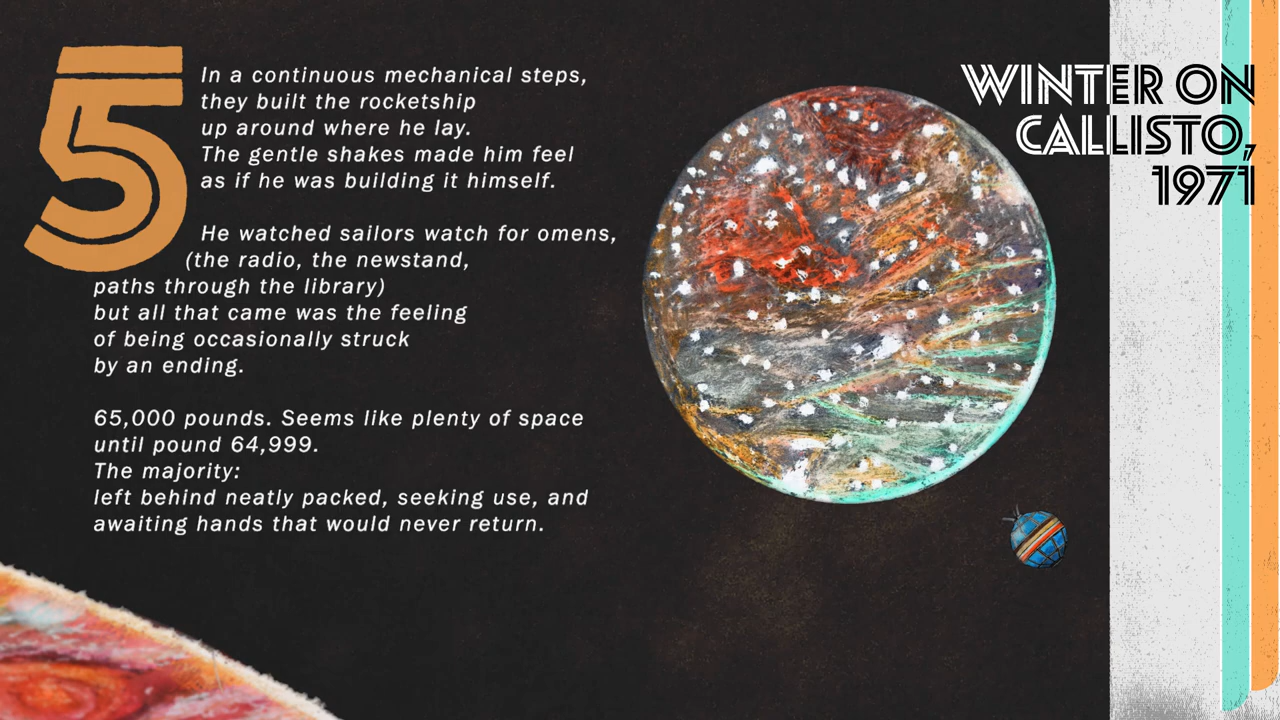 5
In a continuous mechanical steps,
they built the rocketship
up around where he lay.
The gentle shakes made him feel
as if he was building it himself.
He watched sailors watch for omens,
(the radio, the newstand,
paths through the library)
but all that came was the feeling
of being occasionally struck
by an ending.
65,000 pounds. Seems like plenty of space
until pound 64,999.
The majority:
left behind neatly packed, seeking use, and
awaiting hands that would never return.
WINTER ON
CALLISTO,
1971